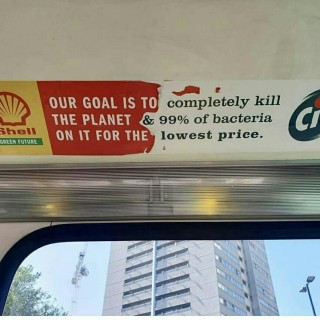 Shell
GREEN FUTURE
OUR GOAL IS TO completely kill
THE PLANET & 99% of bacteria
ON IT FOR THE lowest price.